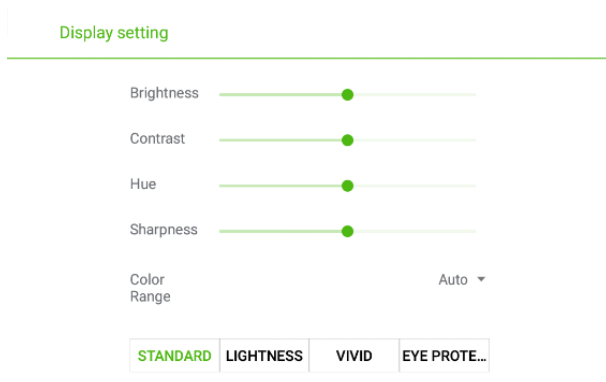 Display setting
Brightness
Contrast
Hue
Sharpness
Color
Range
Auto
STANDARD LIGHTNESS VIVID EYE PROTE...